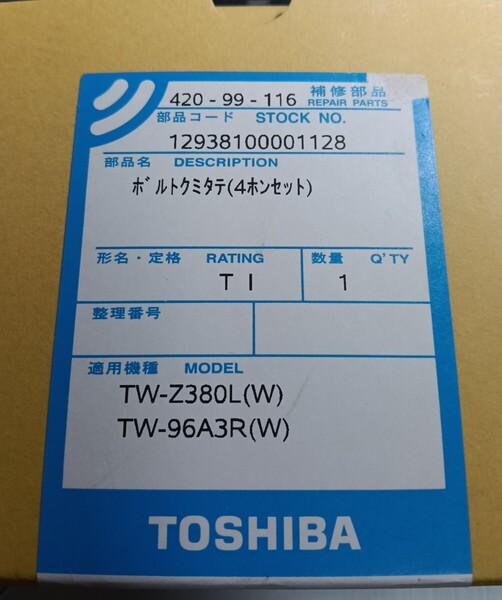 420-99-116 補修部品
REPAIR PARTS
部品コード STOCK NO.
12938100001128
部品名 DESCRIPTION
ﾎﾞﾙﾄｸﾐﾀﾃ(4ﾎﾝｾｯﾄ)
形名・定格 RATING 数量 Q'TY
TI 1
整理番号
適用機種 MODEL
TW-Z380L(W)
TW-96A3R(W)
TOSHIBA